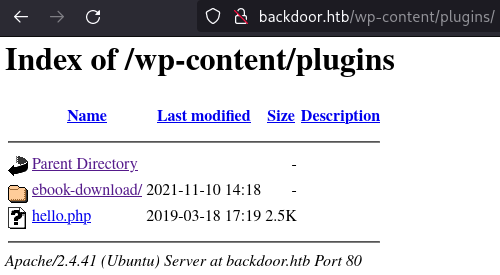 backdoor.htb/wp-content/plugins/
Index of /wp-content/plugins
Name Last modified Size Description
Parent Directory -
ebook-download/ 2021-11-10 14:18 -
hello.php 2019-03-18 17:19 2.5K
Apache/2.4.41 (Ubuntu) Server at backdoor.htb Port 80